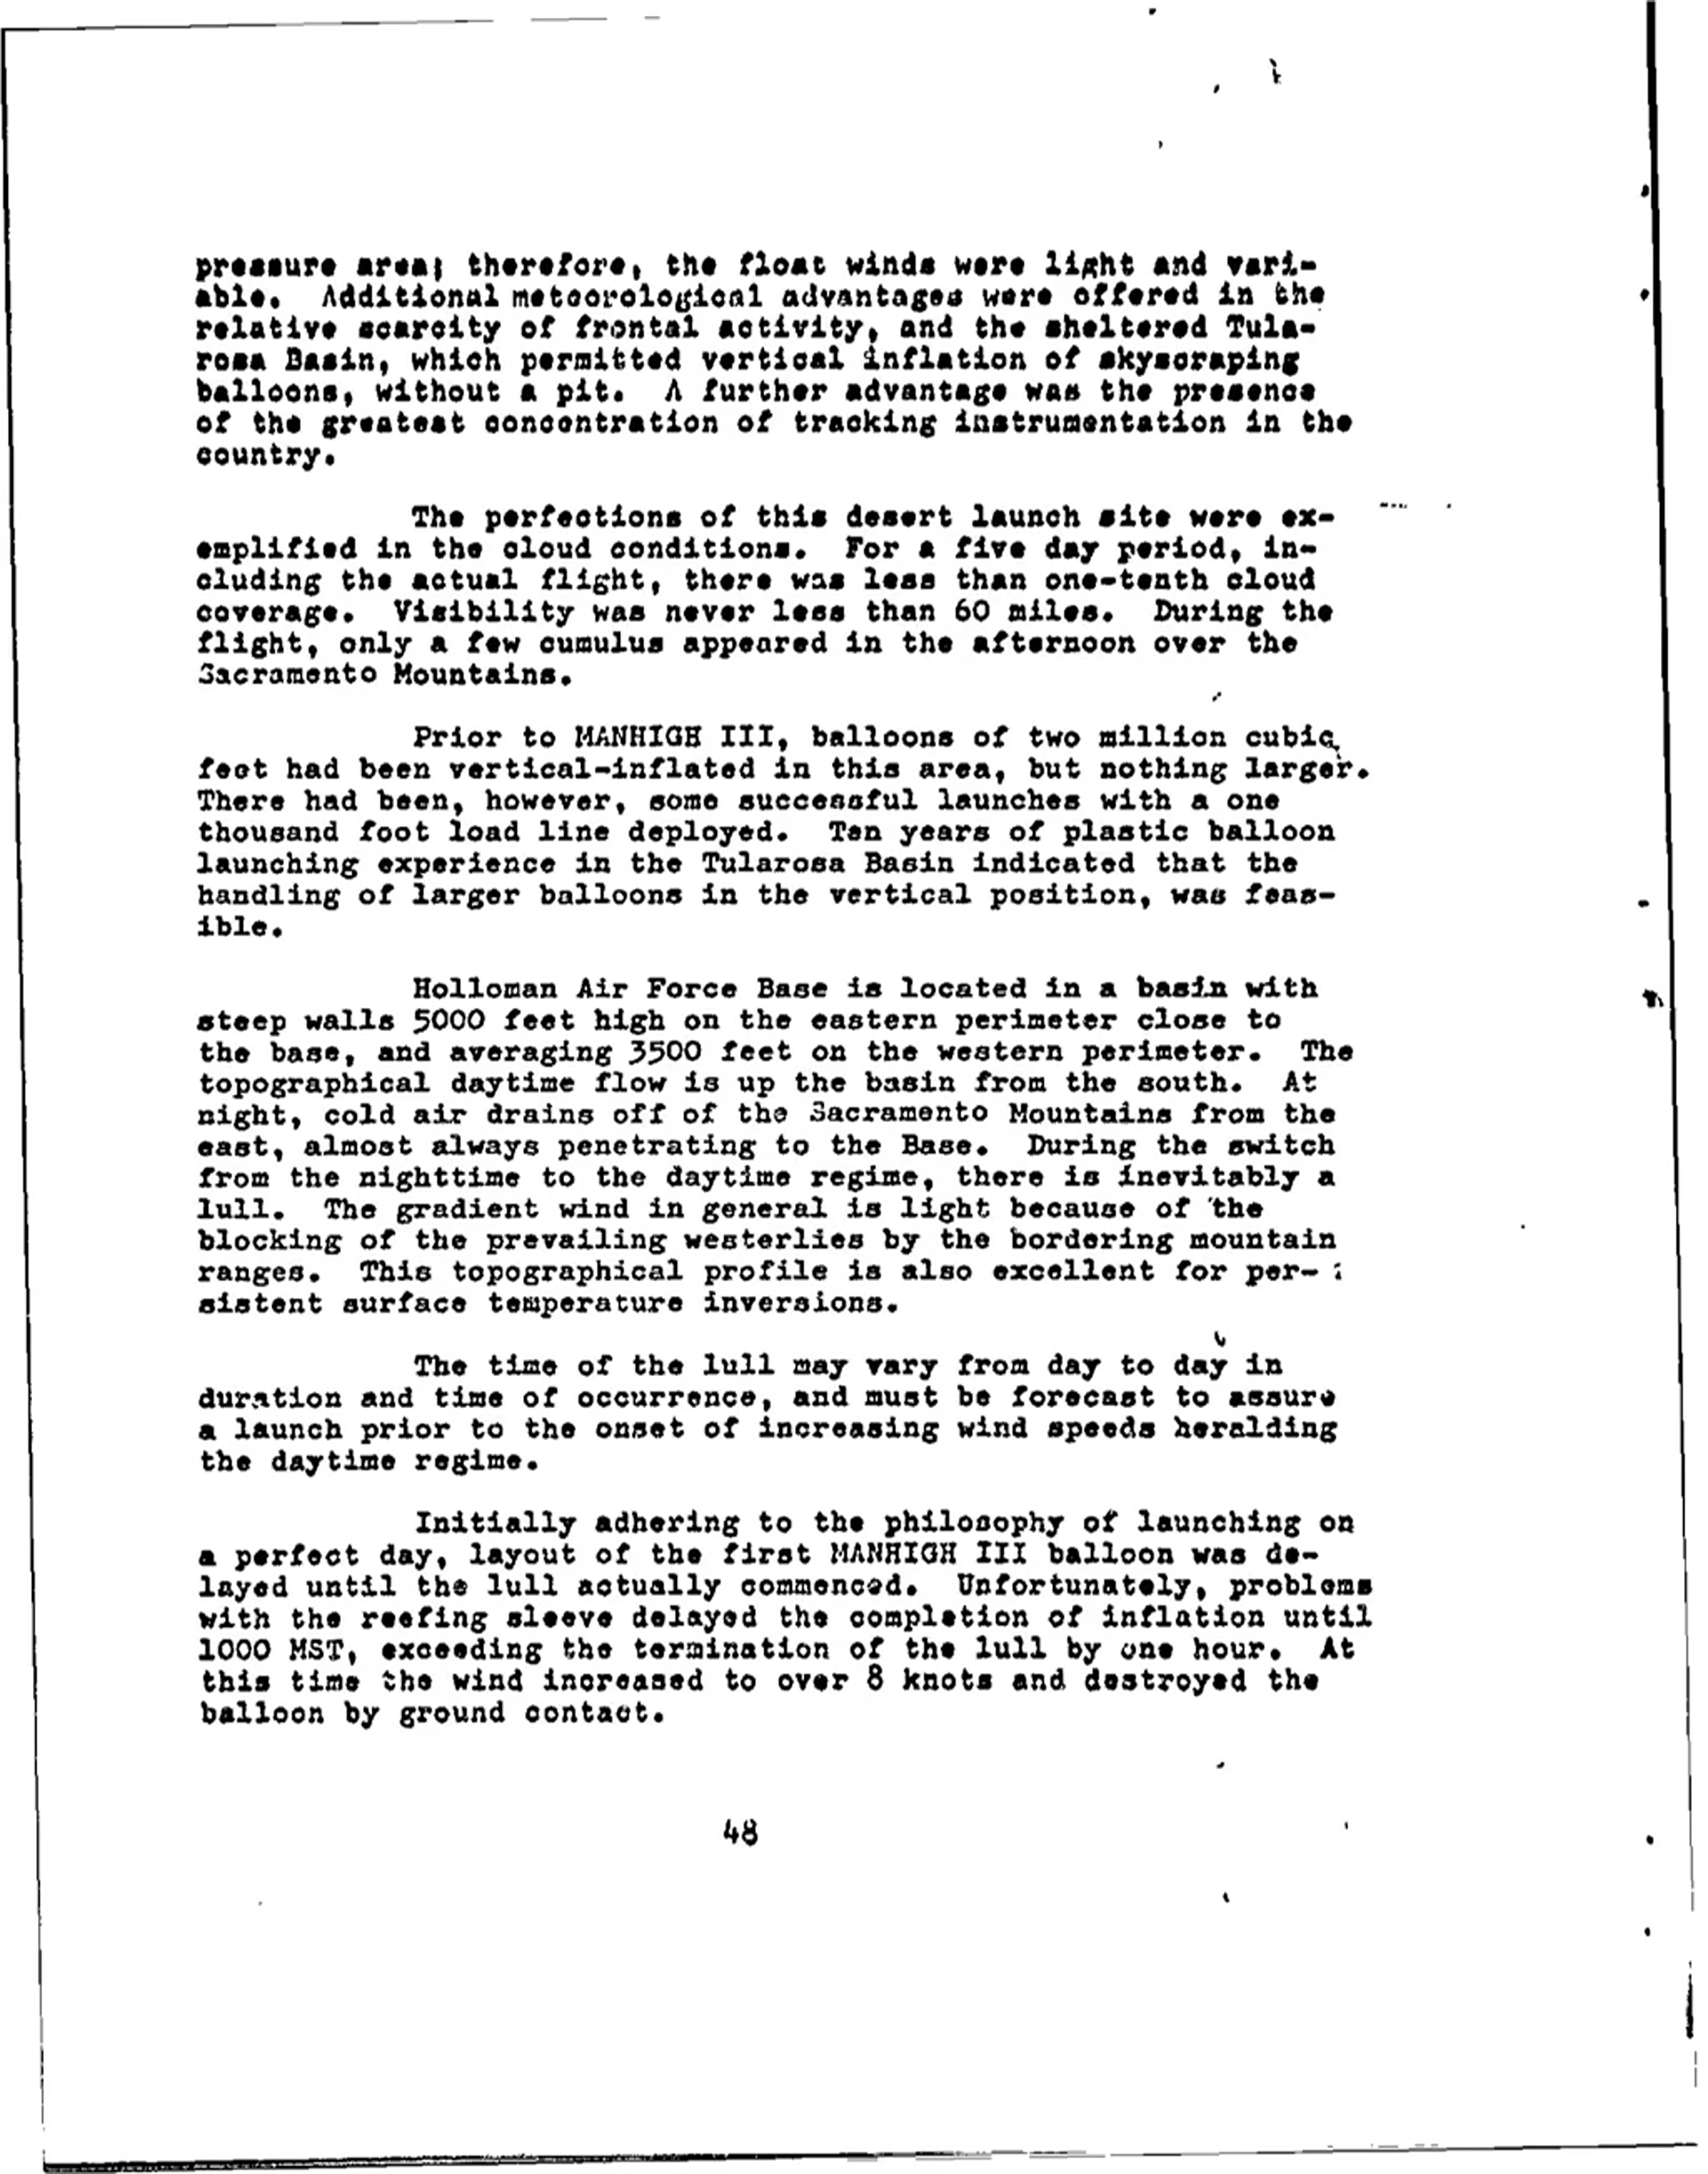 pressure area; therefore, the float winds were light and vari-
able. Additional meteorological advantages were offered in the
relative scarcity of frontal activity, and the sheltered Tula-
rosa Basin, which permitted vertical inflation of skyscraping
balloons, without a pit. A further advantage was the presence
of the greatest concentration of tracking instrumentation in the
country.
The perfections of this desert launch site were ex-
emplified in the cloud conditions. For a five day period, in-
cluding the actual flight, there was less than one-tenth cloud
coverage. Visibility was never less than 60 miles. During the
flight, only a few cumulus appeared in the afternoon over the
Sacramento Mountains.
Prior to MANHIGH III, balloons of two million cubic
feet had been vertical-inflated in this area, but nothing larger.
There had been, however, some successful launches with a one
thousand foot load line deployed. Ten years of plastic balloon
launching experience in the Tularosa Basin indicated that the
handling of larger balloons in the vertical position, was feas-
ible.
Holloman Air Force Base is located in a basin with
steep walls 5000 feet high on the eastern perimeter close to
the base, and averaging 3500 feet on the western perimeter. The
topographical daytime flow is up the basin from the south. At
night, cold air drains off of the Sacramento Mountains from the
east, almost always penetrating to the Base. During the switch
from the nighttime to the daytime regime, there is inevitably a
lull. The gradient wind in general is light because of the
blocking of the prevailing westerlies by the bordering mountain
ranges. This topographical profile is also excellent for per-
sistent surface temperature inversions.
The time of the lull may vary from day to day in
duration and time of occurrence, and must be forecast to assure
a launch prior to the onset of increasing wind speeds heralding
the daytime regime.
Initially adhering to the philosophy of launching on
a perfect day, layout of the first MANHIGH III balloon was de-
layed until the lull actually commenced. Unfortunately, problems
with the reefing sleeve delayed the completion of inflation until
1000 MST, exceeding the termination of the lull by one hour. At
this time the wind increased to over 8 knots and destroyed the
balloon by ground contact.
48